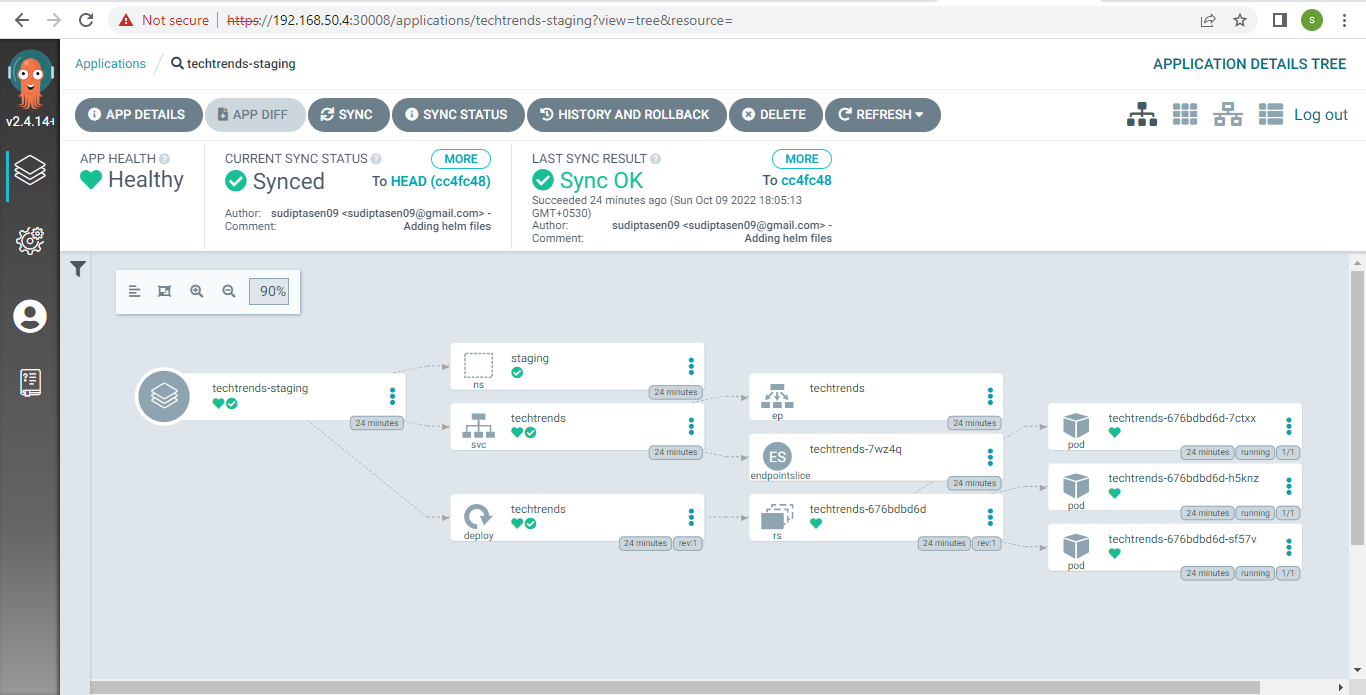 Not secure
https://192.168.50.4:30008/applications/techtrends-staging?view=tree&resource=
S
v2.4.14+
Applications
techtrends-staging
APPLICATION DETAILS TREE
APP DETAILS
APP DIFF
SYNC
SYNC STATUS
HISTORY AND ROLLBACK
DELETE
REFRESH
Log out
APP HEALTH
Healthy
CURRENT SYNC STATUS
MORE
Synced
To HEAD (cc4fc48)
Author: sudiptasen09 <sudiptasen09@gmail.com> -
Comment: Adding helm files
LAST SYNC RESULT
MORE
Sync OK
To cc4fc48
Succeeded 24 minutes ago (Sun Oct 09 2022 18:05:13
GMT+0530)
Author: sudiptasen09 <sudiptasen09@gmail.com> -
Comment: Adding helm files
90%
techtrends-staging
24 minutes
staging
ns
24 minutes
techtrends
svc
24 minutes
techtrends
deploy
24 minutes
rev:1
techtrends
ep
24 minutes
ES
techtrends-7wz4q
endpointslice
24 minutes
techtrends-676bdbd6d
rs
24 minutes
rev:1
techtrends-676bdbd6d-7ctxx
pod
24 minutes
running
1/1
techtrends-676bdbd6d-h5knz
pod
24 minutes
running
1/1
techtrends-676bdbd6d-sf57v
pod
24 minutes
running
1/1